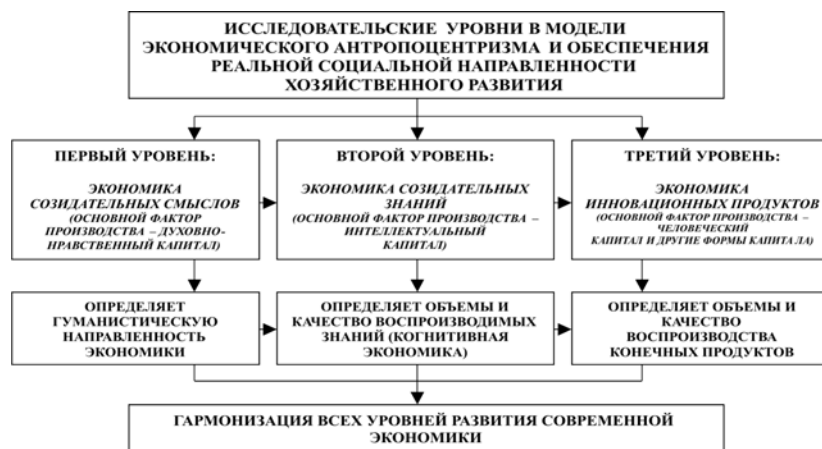 ИССЛЕДОВАТЕЛЬСКИЕ УРОВНИ В МОДЕЛИ
ЭКОНОМИЧЕСКОГО АНТРОПОЦЕНТРИЗМА И ОБЕСПЕЧЕНИЯ
РЕАЛЬНОЙ СОЦИАЛЬНОЙ НАПРАВЛЕННОСТИ
ХОЗЯЙСТВЕННОГО РАЗВИТИЯ
ПЕРВЫЙ УРОВЕНЬ:
ЭКОНОМИКА
СОЗИДАТЕЛЬНЫХ СМЫСЛОВ
(ОСНОВНОЙ ФАКТОР
ПРОИЗВОДСТВА – ДУХОВНО-
НРАВСТВЕННЫЙ КАПИТАЛ)
ВТОРОЙ УРОВЕНЬ:
ЭКОНОМИКА СОЗИДАТЕЛЬНЫХ
ЗНАНИЙ
(ОСНОВНОЙ ФАКТОР ПРОИЗВОДСТВА –
ИНТЕЛЛЕКТУАЛЬНЫЙ
КАПИТАЛ)
ТРЕТИЙ УРОВЕНЬ:
ЭКОНОМИКА
ИННОВАЦИОННЫХ ПРОДУКТОВ
(ОСНОВНОЙ ФАКТОР ПРОИЗВОДСТВА –
ЧЕЛОВЕЧЕСКИЙ
КАПИТАЛ И ДРУГИЕ ФОРМЫ КАПИТА ЛА)
ОПРЕДЕЛЯЕТ
ГУМАНИСТИЧЕСКУЮ
НАПРАВЛЕННОСТЬ
ЭКОНОМИКИ
ОПРЕДЕЛЯЕТ ОБЪЕМЫ И
КАЧЕСТВО ВОСПРОИЗВОДИМЫХ
ЗНАНИЙ (КОГНИТИВНАЯ
ЭКОНОМИКА)
ОПРЕДЕЛЯЕТ ОБЪЕМЫ И
КАЧЕСТВО
ВОСПРОИЗВОДСТВА
КОНЕЧНЫХ ПРОДУКТОВ
ГАРМОНИЗАЦИЯ ВСЕХ УРОВНЕЙ РАЗВИТИЯ СОВРЕМЕННОЙ
ЭКОНОМИКИ